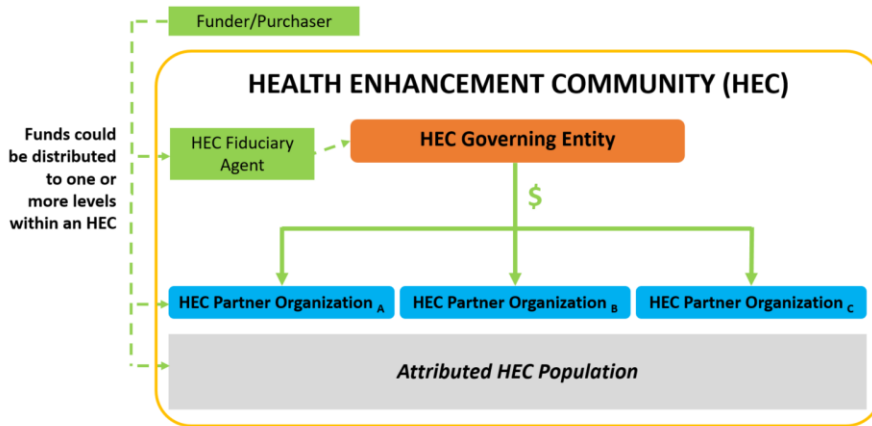 Funder/Purchaser
HEALTH ENHANCEMENT COMMUNITY (HEC)
Funds could
be distributed
to one or
more levels
within an HEC
HEC Fiduciary
Agent
HEC Governing Entity
$
HEC Partner Organization A
HEC Partner Organization B
HEC Partner Organization C
Attributed HEC Population